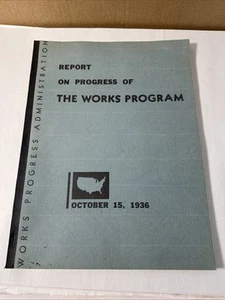 REPORT
ON PROGRESS OF
THE WORKS PROGRAM
OCTOBER 15, 1936
WORKS PROGRESS ADMINISTRATION